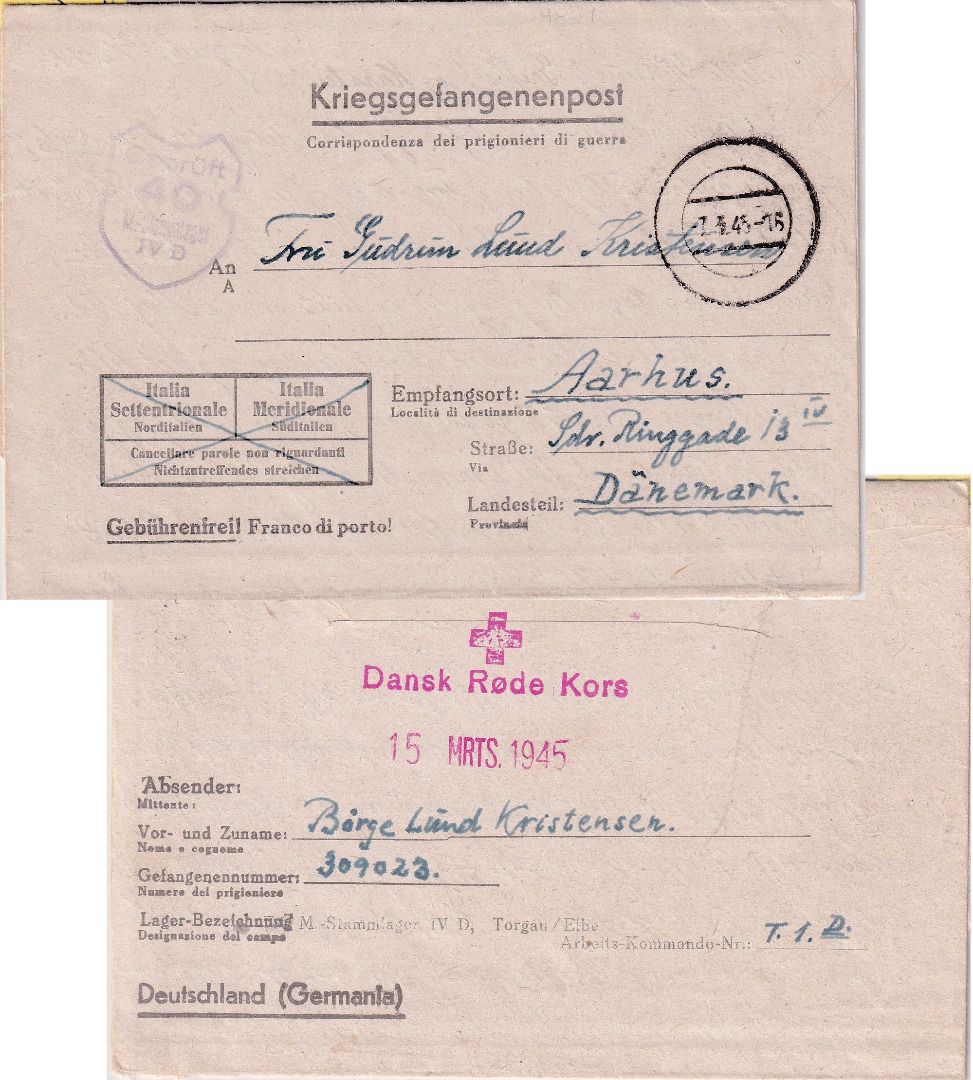 Kriegsgefangenenpost
Corrispondenza dei prigionieri di guerra
Geprüft
40
M.-Stammlager
IV D
An Fru Gudrun Lund Kristensen
A
45-16
Italia Settentrionale
Norditalien
Italia Meridionale
Süditalien
Cancellare parole non riguardanti
Nichtzutreffendes streichen
Empfangsort: Aarhus.
Località di destinazione
Straße: Sdr. Ringgade 13 IV
Via
Landesteil: Dänemark.
Provincia
Gebührenfrei! Franco di porto!
Dansk Røde Kors
15 MRTS. 1945
Absender:
Mittente:
Vor- und Zuname: Börge Lund Kristensen.
Nome e cognome
Gefangenennummer: 309023.
Numero del prigioniero
Lager-Bezeichnung M.-Stammlager IV D, Torgau/Elbe
Designazione del campo
Arbeits-Kommando-Nr.: T. 1. D.
Deutschland (Germania)